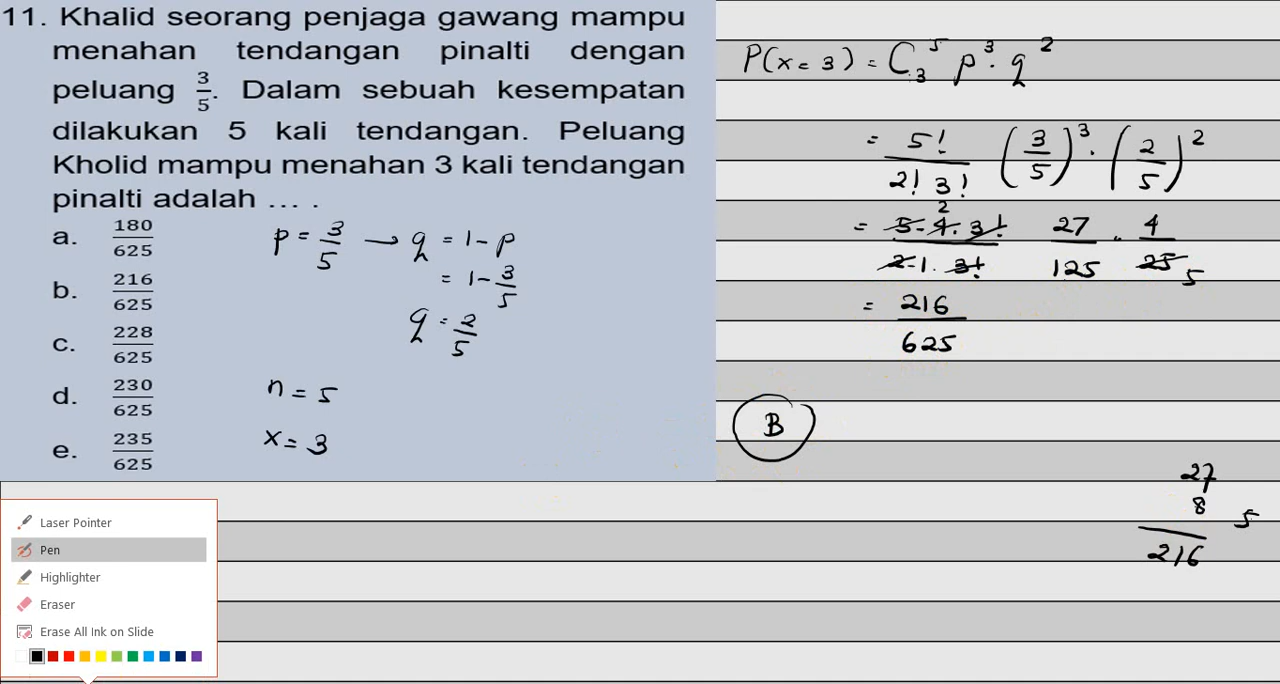 11. Khalid seorang penjaga gawang mampu
menahan tendangan pinalti dengan
peluang 3/5. Dalam sebuah kesempatan
dilakukan 5 kali tendangan. Peluang
Kholid mampu menahan 3 kali tendangan
pinalti adalah ... .
a. 180/625
b. 216/625
c. 228/625
d. 230/625
e. 235/625
p = 3/5 → q = 1 - p
= 1 - 3/5
q = 2/5
n = 5
x = 3
P(x = 3) = C₃⁵ p³ . q²
= 5!/2! 3! (3/5)³ . (2/5)²
= 5 . 4 . 3!/2 . 1 . 3! 27/125 . 4/25
2
5
= 216/625
B
27
8 5
216
Laser Pointer
Pen
Highlighter
Eraser
Erase All Ink on Slide